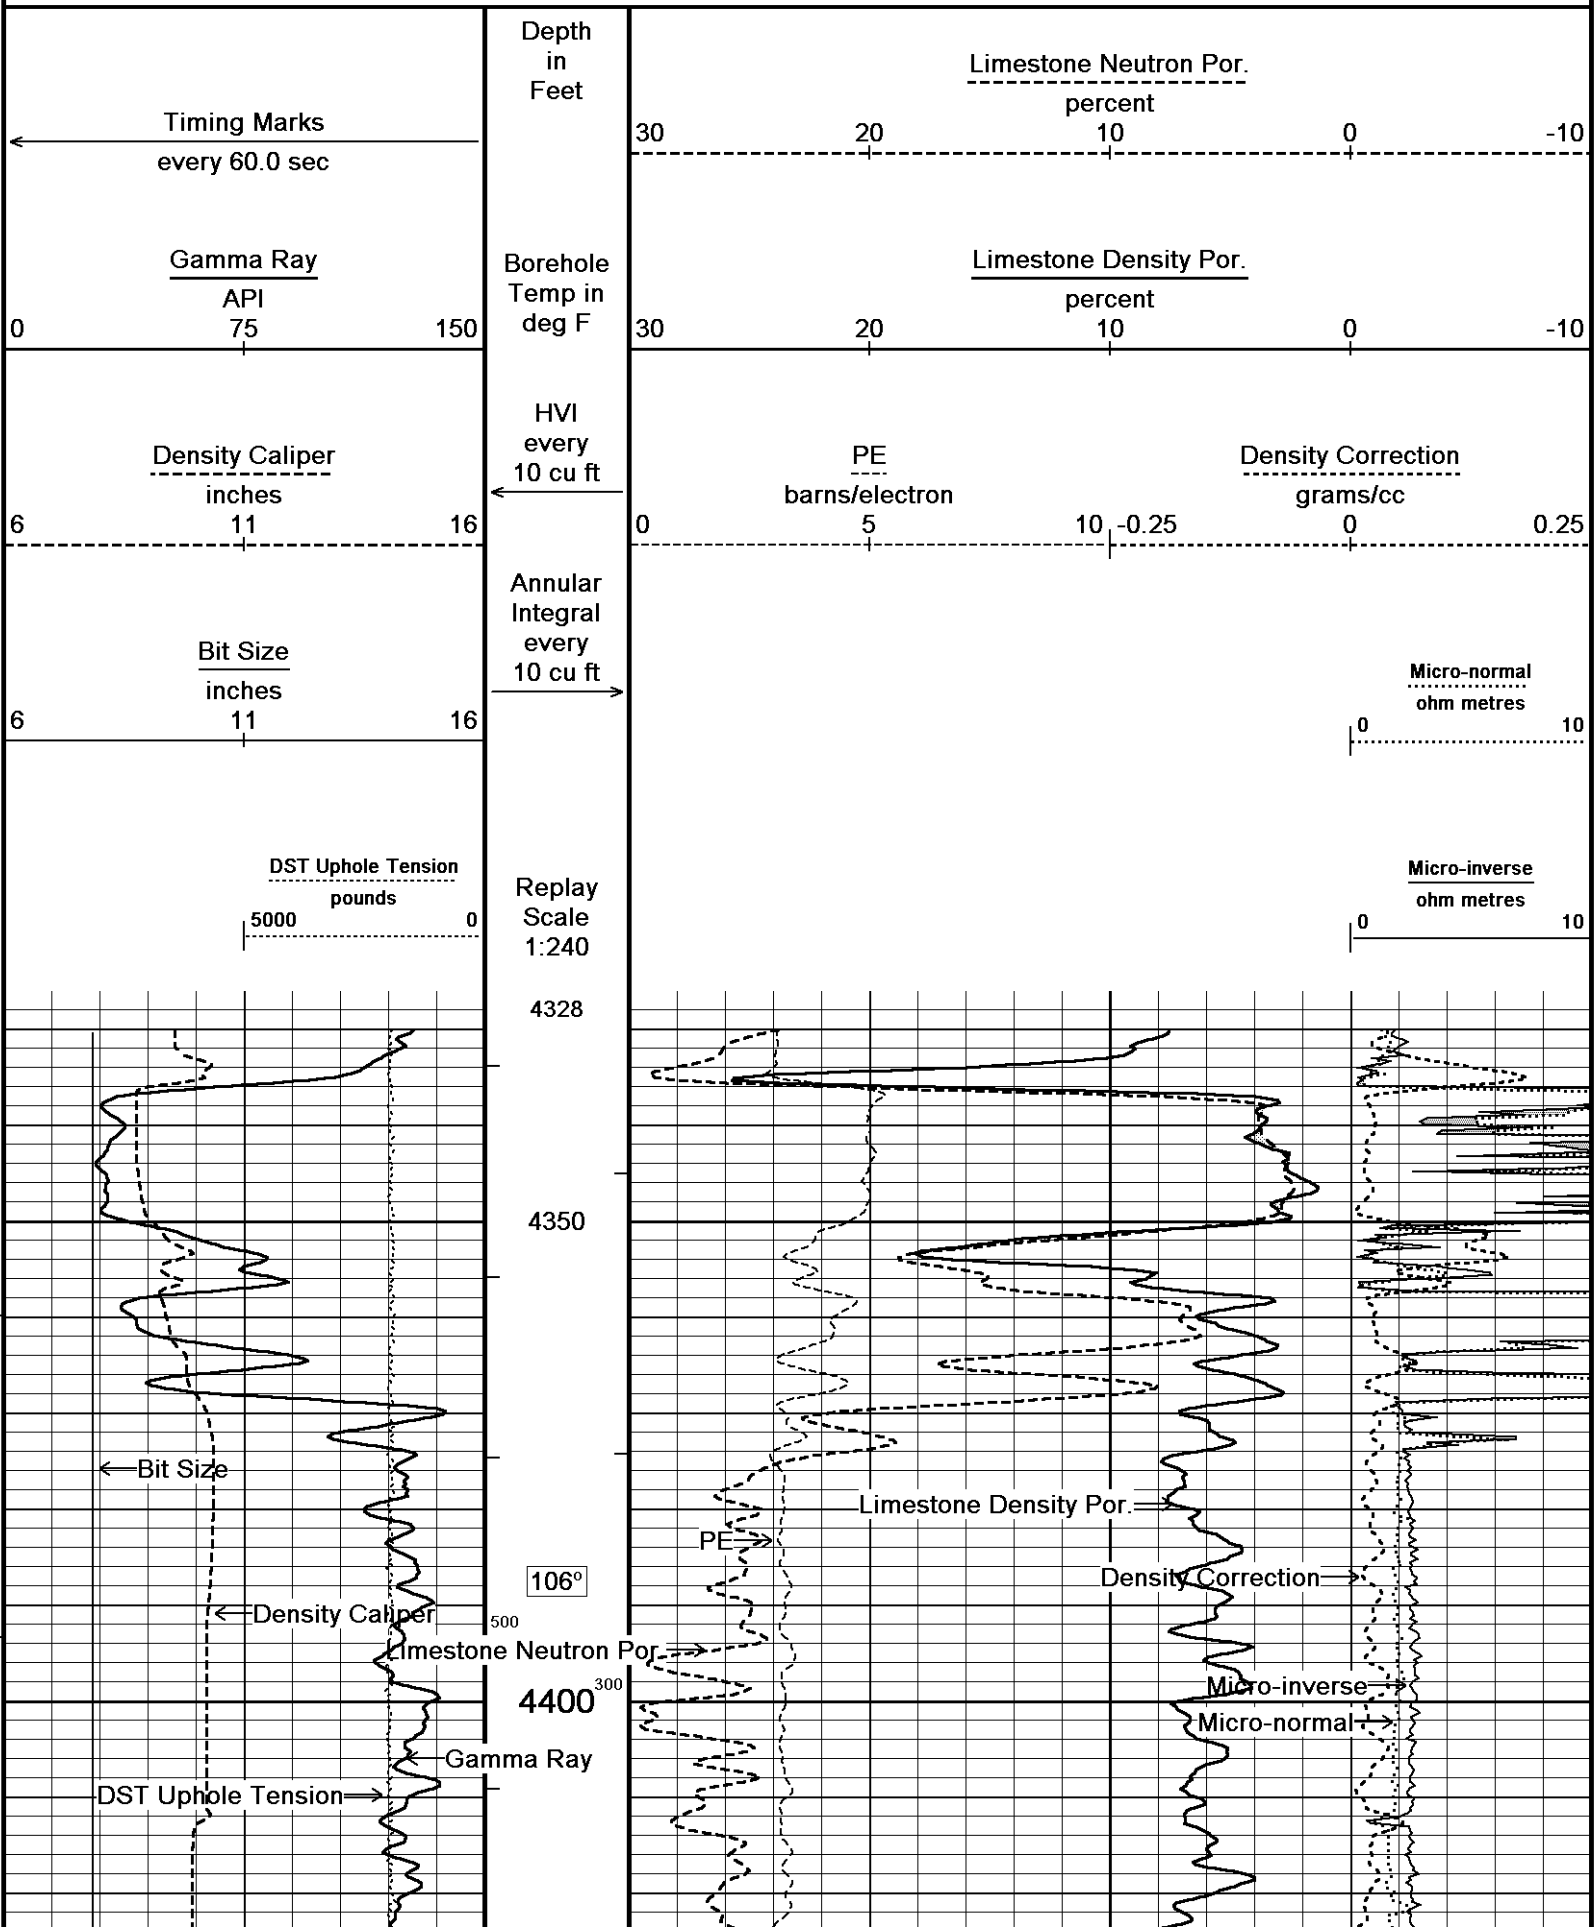 Timing Marks
every 60.0 sec
Gamma Ray
API
0 75 150
Density Caliper
inches
6 11 16
Bit Size
inches
6 11 16
DST Uphole Tension
pounds
5000 0
Depth
in
Feet
Borehole
Temp in
deg F
HVI
every
10 cu ft
Annular
Integral
every
10 cu ft
Replay
Scale
1:240
Limestone Neutron Por.
percent
30 20 10 0 -10
Limestone Density Por.
percent
30 20 10 0 -10
PE
barns/electron
0 5 10
Density Correction
grams/cc
-0.25 0 0.25
Micro-normal
ohm metres
0 10
Micro-inverse
ohm metres
0 10
4328
4350
Bit Size
Limestone Density Por.
PE
106º
Density Correction
Density Caliper
500
Limestone Neutron Por.
300
4400
Micro-inverse
Micro-normal
Gamma Ray
DST Uphole Tension